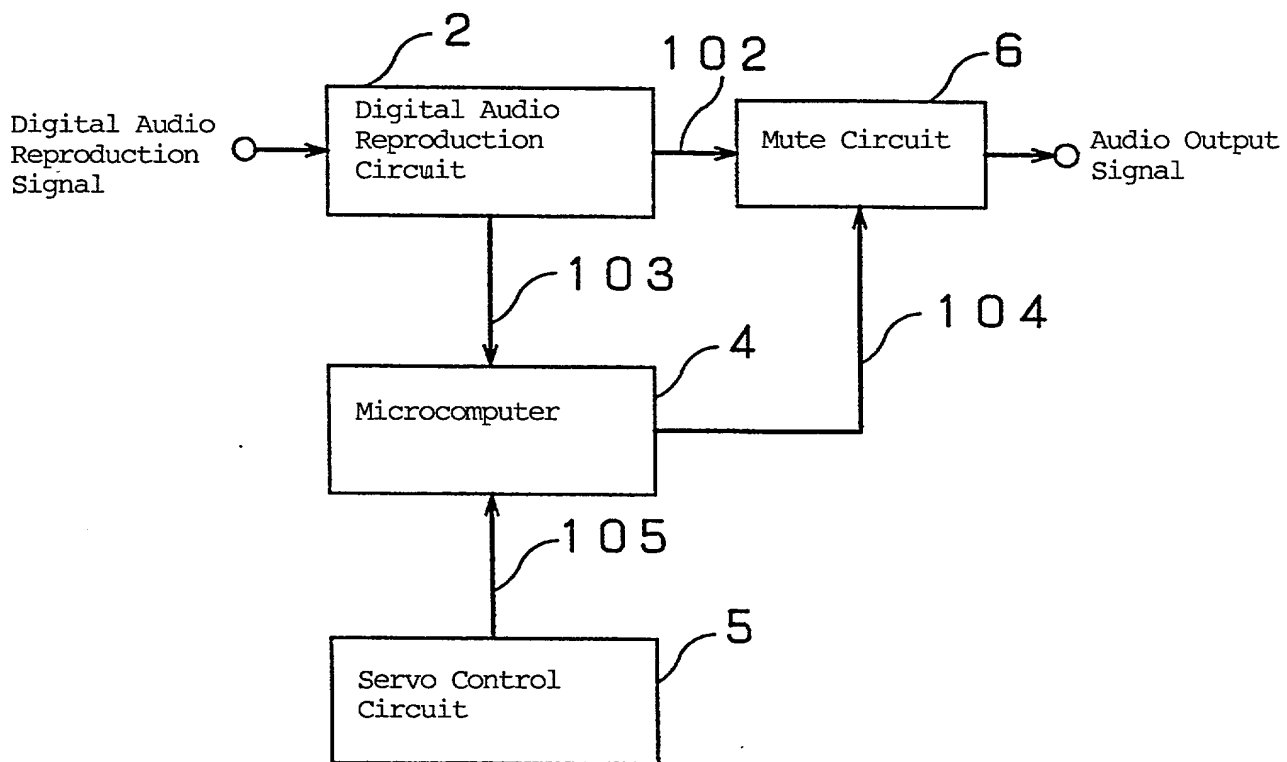 2
102
6
Digital Audio
Reproduction
Signal
Digital Audio
Reproduction
Circuit
Mute Circuit
Audio Output
Signal
103
104
4
Microcomputer
105
5
Servo Control
Circuit